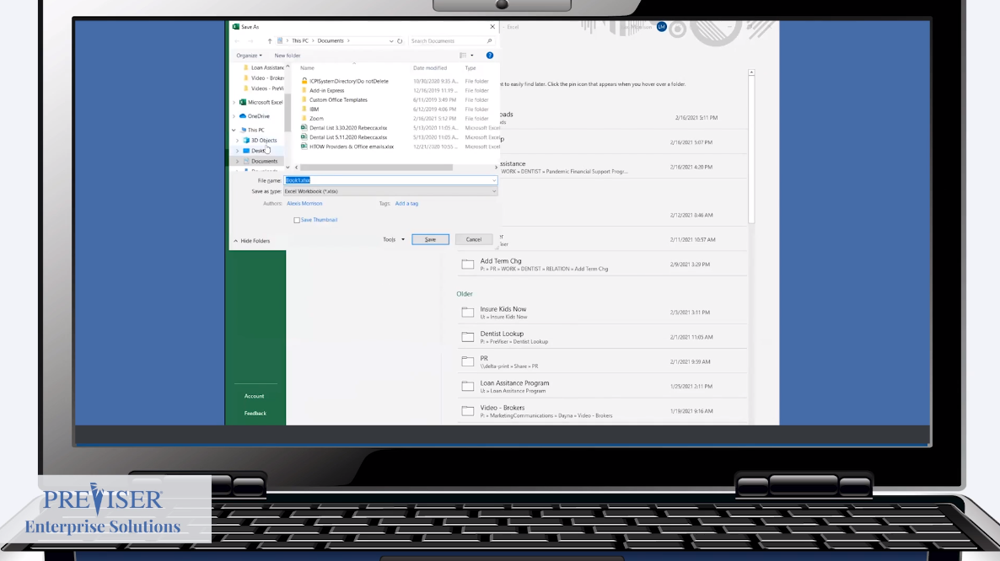 Save As
- Excel
LM
This PC > Documents >
Search Documents
Organize
New folder
Name
Date modified
Type
Loan Assistanc
Video - Broker
Videos - PreVi
Microsoft Excel
OneDrive
This PC
3D Objects
Deskt
Documents
!CPISystemDirectory!Do notDelete 10/30/2020 9:35 A... File folder
Add-in Express 12/16/2019 11:19 ... File folder
Custom Office Templates 6/11/2019 3:49 PM File folder
IBM 6/12/2019 4:06 PM File folder
Zoom 2/16/2021 5:12 PM File folder
Dental List 3.30.2020 Rebecca.xlsx 5/13/2020 11:05 A... Microsoft Excel
Dental List 5.11.2020 Rebecca.xlsx 5/13/2020 11:05 A... Microsoft Excel
HTOW Providers & Office emails.xlsx 12/21/2020 10:55 ... Microsoft Excel
File name: Book1.xlsx
Save as type: Excel Workbook (*.xlsx)
Authors: Alexis Morrison
Tags: Add a tag
Save Thumbnail
Hide Folders
Tools
Save
Cancel
nt to easily find later. Click the pin icon that appears when you hover over a folder.
oads 2/16/2021 5:11 PM
p 2/16/2021 5:07 PM
ssistance 2/16/2021 4:20 PM
PR » WORK » DENTIST » Pandemic Financial Support Progr...
2/12/2021 8:46 AM
er 2/11/2021 10:57 AM
iser
Add Term Chg 2/9/2021 3:29 PM
P: » PR » WORK » DENTIST » RELATION » Add Term Chg
Older
Insure Kids Now 2/3/2021 3:11 PM
U: » Insure Kids Now
Dentist Lookup 2/1/2021 11:05 AM
P: » PreViser » Dentist Lookup
PR 2/1/2021 9:59 AM
\\delta-print » Share » PR
Loan Assitance Program 1/25/2021 2:11 PM
U: » Loan Assitance Program
Video - Brokers 1/19/2021 9:16 AM
P: » MarketingCommunications » Dayna » Video - Brokers
Account
Feedback
PREVISER
Enterprise Solutions